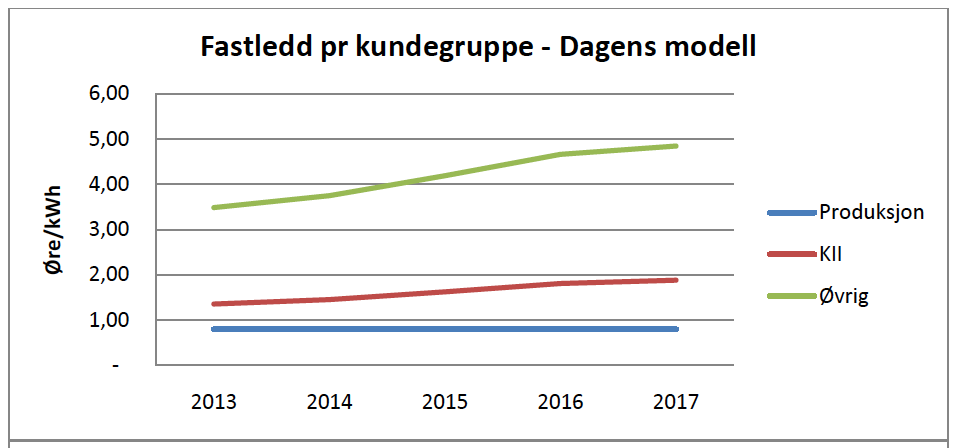 Fastledd pr kundegruppe - Dagens modell
6,00
5,00
4,00
3,00
2,00
1,00
-
Øre/kWh
2013 2014 2015 2016 2017
Produksjon
KII
Øvrig